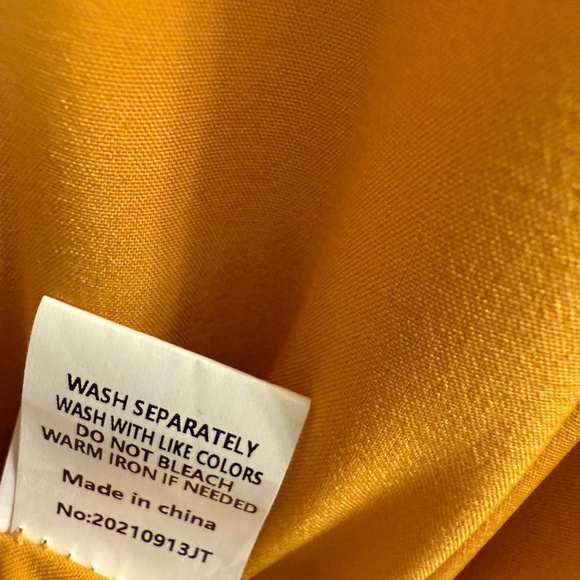 WASH SEPARATELY
WASH WITH LIKE COLORS
DO NOT BLEACH
WARM IRON IF NEEDED
Made in china
No:20210913JT